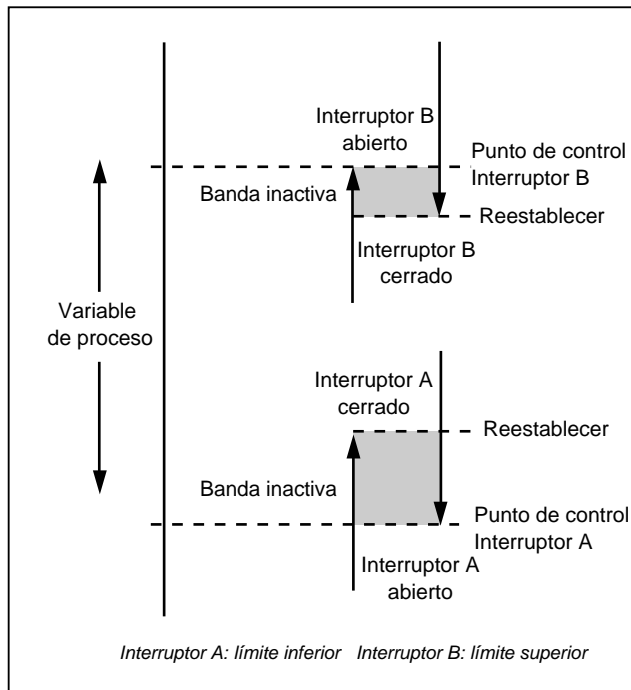 Interruptor B
abierto
Punto de control
Interruptor B
Banda inactiva
Reestablecer
Interruptor B
cerrado
Variable
de proceso
Interruptor A
cerrado
Reestablecer
Banda inactiva
Punto de control
Interruptor A
Interruptor A
abierto
Interruptor A: límite inferior Interruptor B: límite superior